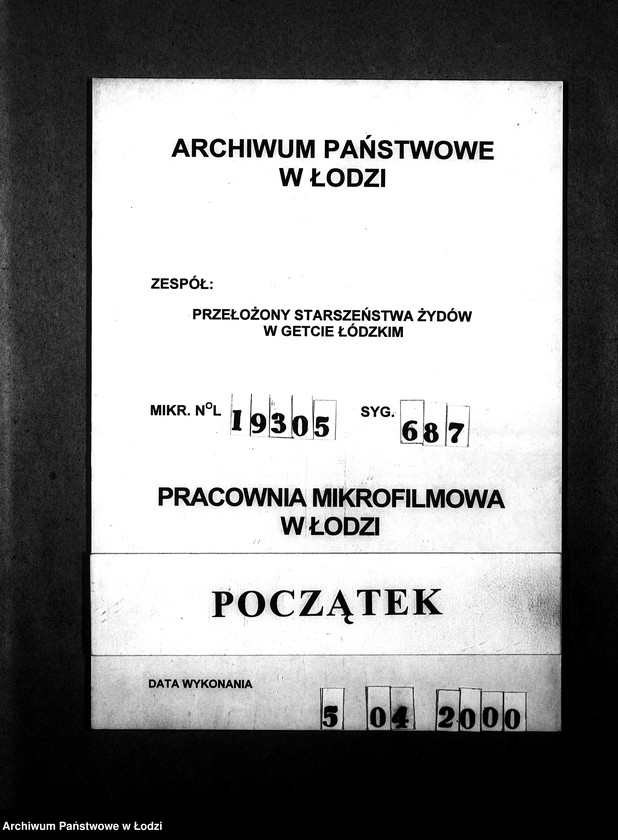 ARCHIWUM PAŃSTWOWE
W ŁODZI
ZESPÓŁ:
PRZEŁOŻONY STARSZEŃSTWA ŻYDÓW
W GETCIE ŁÓDZKIM
MIKR. NOL 19305 SYG. 687
PRACOWNIA MIKROFILMOWA
W ŁODZI
POCZĄTEK
DATA WYKONANIA
5 04 2000
Archiwum Państwowe w Łodzi